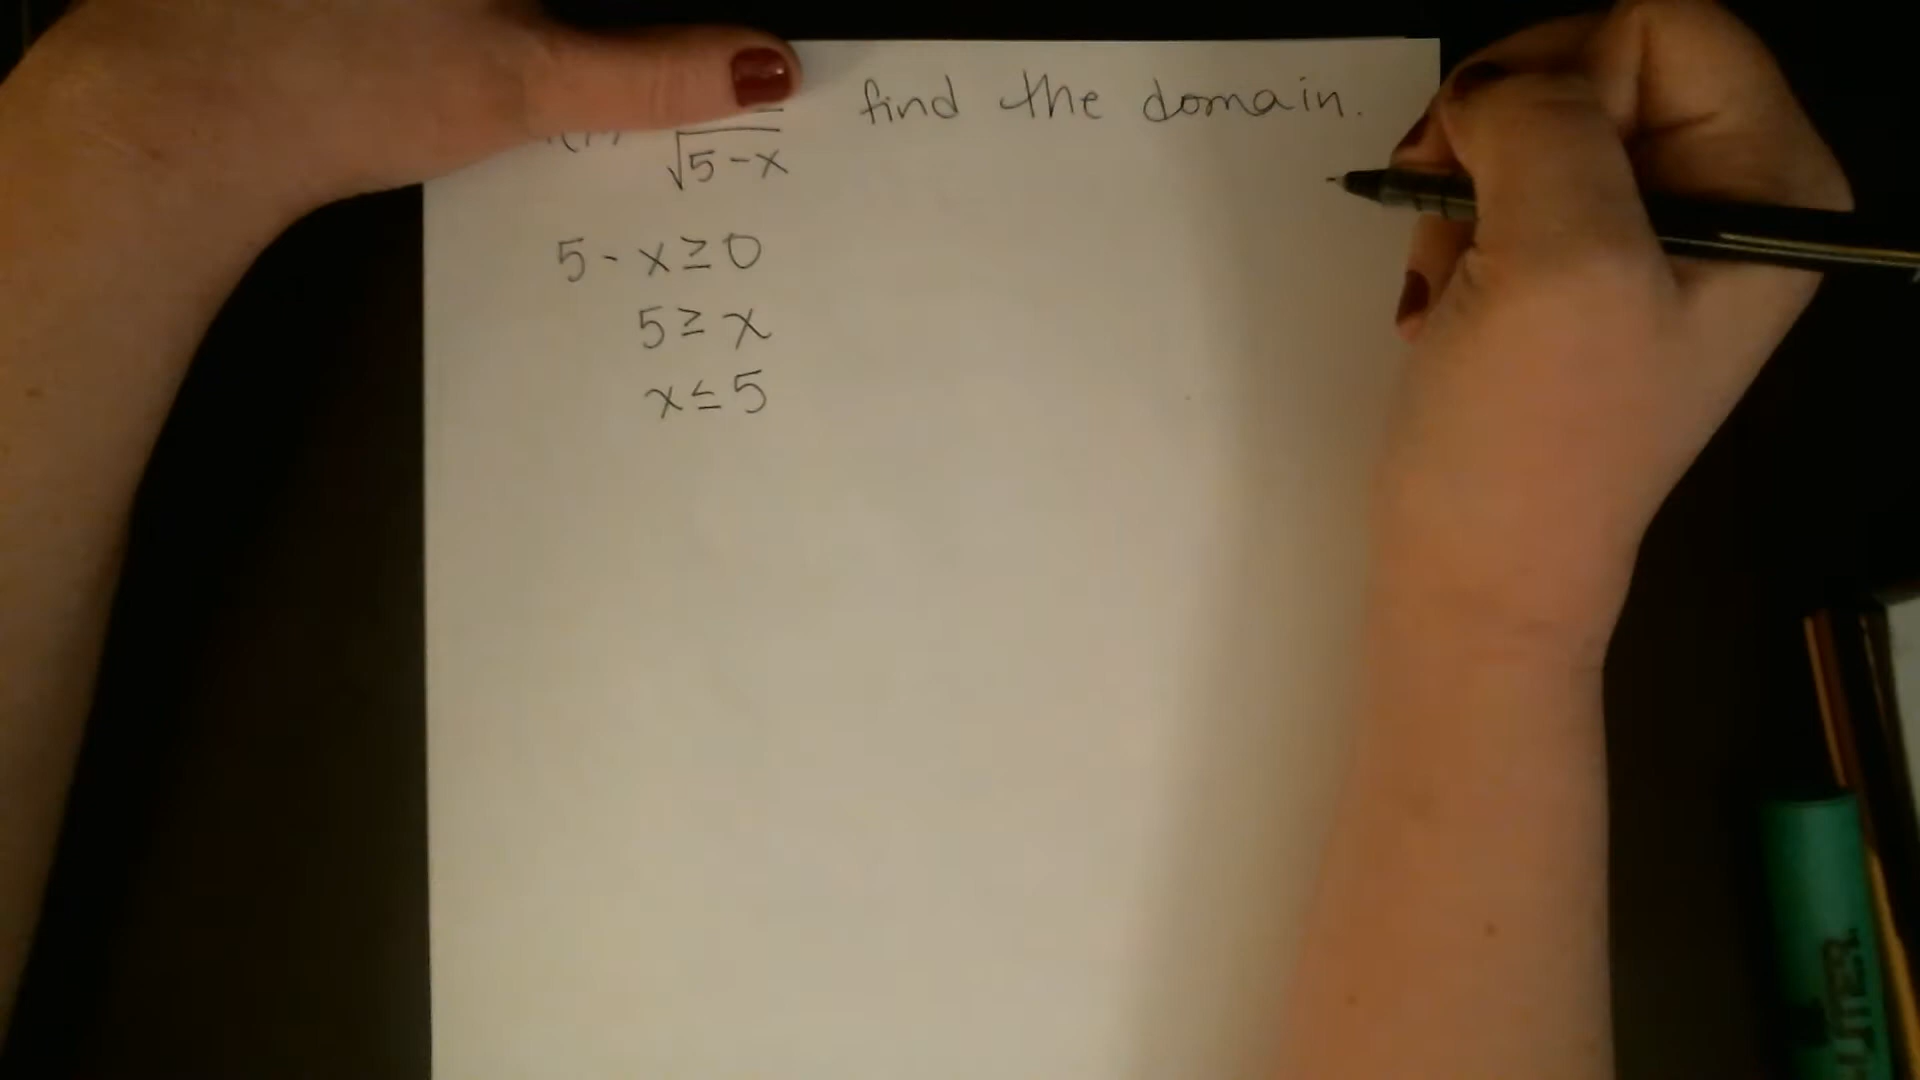 find the domain.
√5-x
5-x≥0
5≥x
x≤5